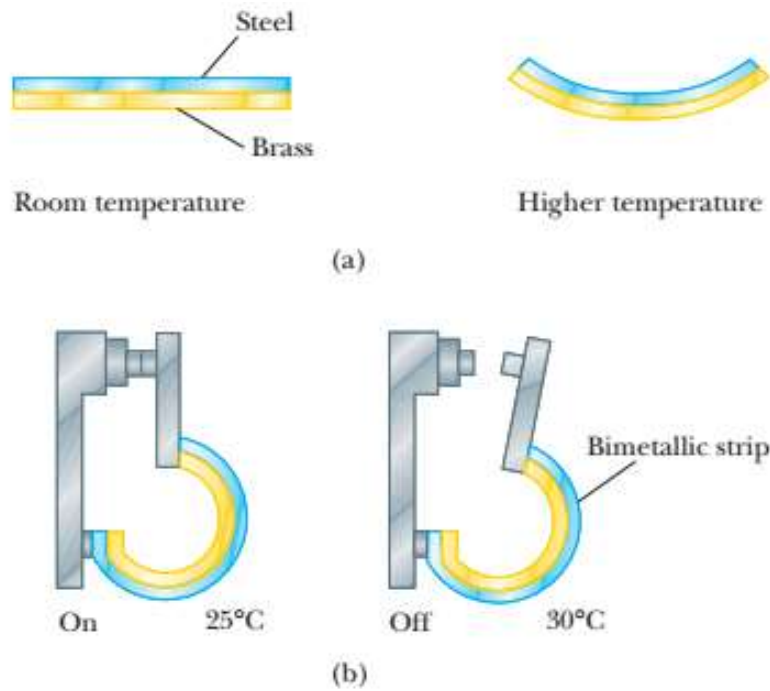 Steel
Brass
Room temperature
Higher temperature
(a)
Bimetallic strip
On
25°C
Off
30°C
(b)